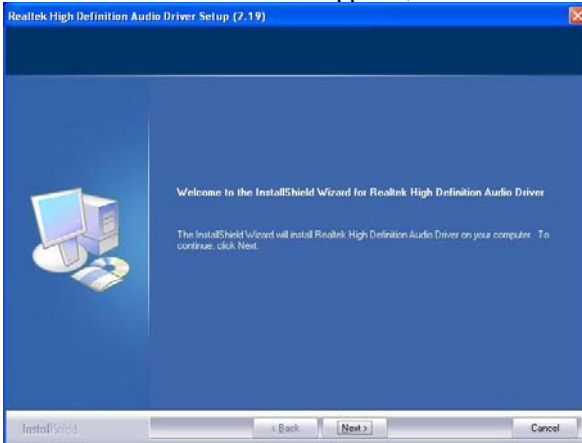 Realtek High Definition Audio Driver Setup (2.19)
Welcome to the InstallShield Wizard for Realtek High Definition Audio Driver
The InstallShield Wizard will install Realtek High Definition Audio Driver on your computer. To
continue, click Next.
InstallShield
< Back
Next >
Cancel